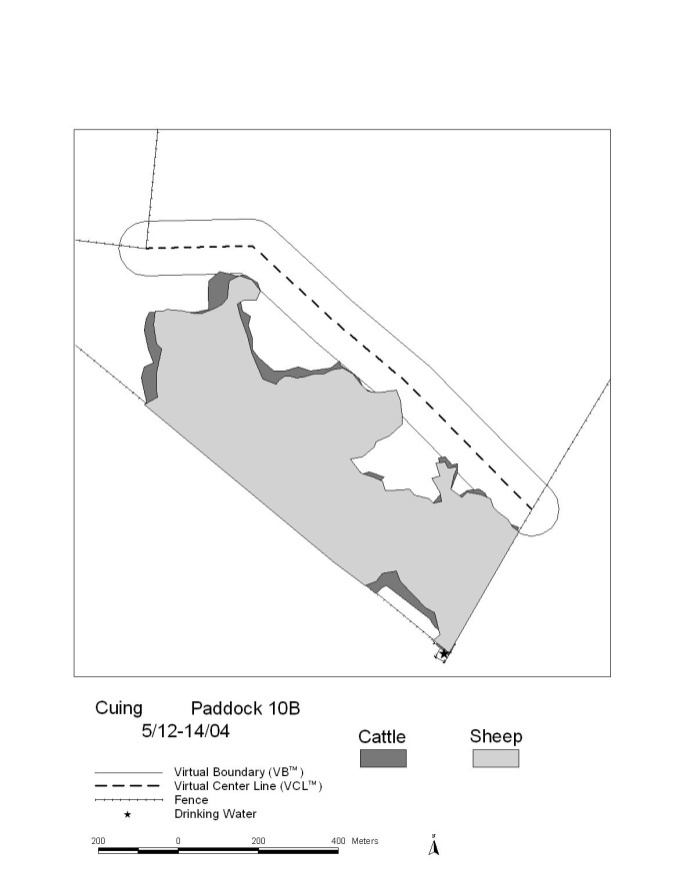 Cuing Paddock 10B
5/12-14/04
Cattle Sheep
Virtual Boundary (VB™)
Virtual Center Line (VCL™)
Fence
Drinking Water
200 0 200 400 Meters